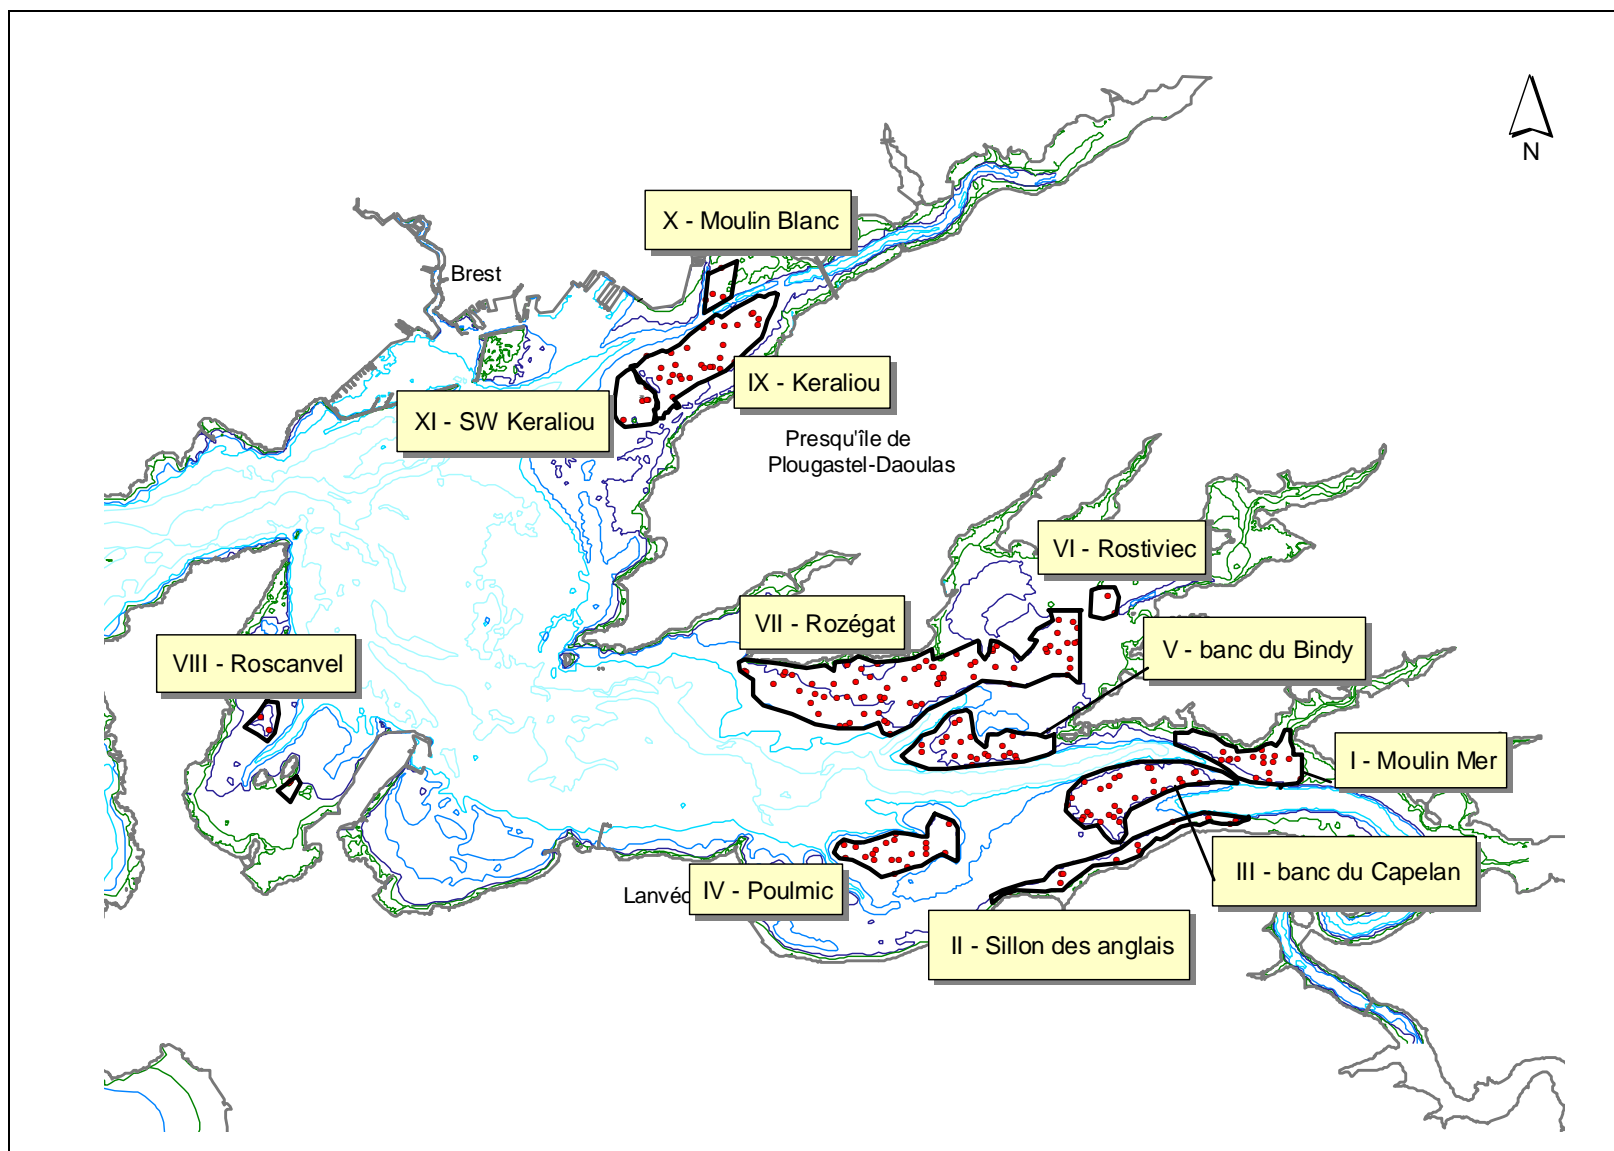 N
X - Moulin Blanc
Brest
IX - Keraliou
XI - SW Keraliou
Presqu'île de
Plougastel-Daoulas
VI - Rostiviec
VII - Rozégat
V - banc du Bindy
VIII - Roscanvel
I - Moulin Mer
III - banc du Capelan
Lanvéo
IV - Poulmic
II - Sillon des anglais